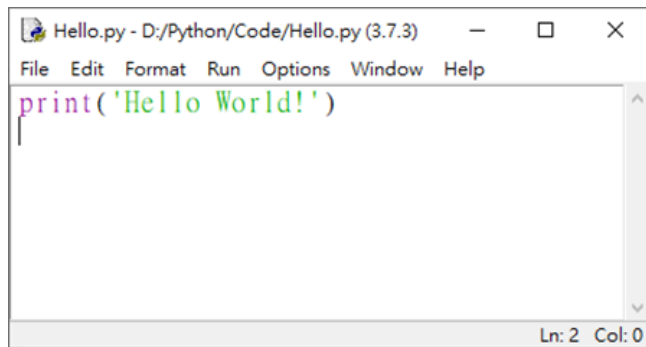 Hello.py - D:/Python/Code/Hello.py (3.7.3)
File Edit Format Run Options Window Help
print('Hello World!')
Ln: 2 Col: 0